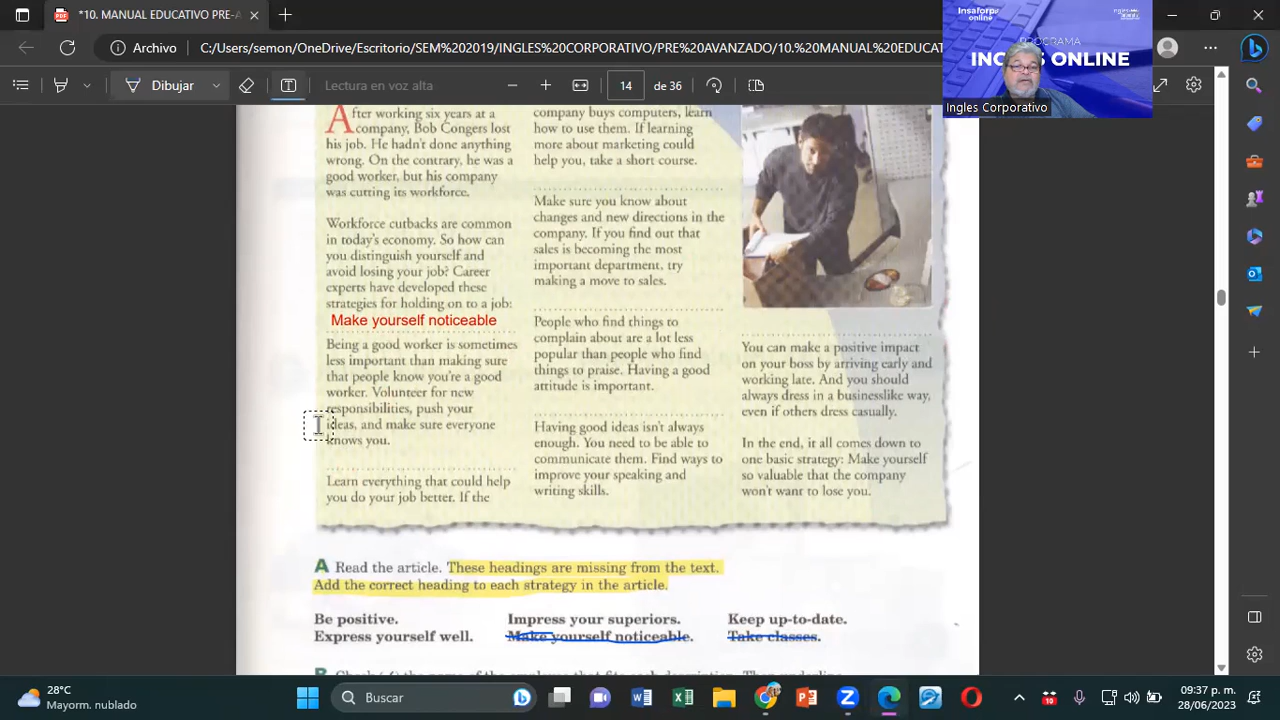 *10. MANUAL EDUCATIVO PRE
Archivo
C:/Users/semon/OneDrive/Escritorio/SEM%202019/INGLES%20CORPORATIVO/PRE%20AVANZADO/10.%20MANUAL%20EDUCAT
Dibujar
Lectura en voz alta
14
de 36
Insaforp
online
PROGRAMA
INGLES ONLINE
Ingles Corporativo
After working six years at a
company, Bob Congers lost
his job. He hadn't done anything
wrong. On the contrary, he was a
good worker, but his company
was cutting its workforce.
Workforce cutbacks are common
in today's economy. So how can
you distinguish yourself and
avoid losing your job? Career
experts have developed these
strategies for holding on to a job:
Make yourself noticeable
Being a good worker is sometimes
less important than making sure
that people know you're a good
worker. Volunteer for new
responsibilities, push your
ideas, and make sure everyone
knows you.
Learn everything that could help
you do your job better. If the
company buys computers, learn
how to use them. If learning
more about marketing could
help you, take a short course.
Make sure you know about
changes and new directions in the
company. If you find out that
sales is becoming the most
important department, try
making a move to sales.
People who find things to
complain about are a lot less
popular than people who find
things to praise. Having a good
attitude is important.
Having good ideas isn't always
enough. You need to be able to
communicate them. Find ways to
improve your speaking and
writing skills.
You can make a positive impact
on your boss by arriving early and
working late. And you should
always dress in a businesslike way,
even if others dress casually.
In the end, it all comes down to
one basic strategy: Make yourself
so valuable that the company
won't want to lose you.
A Read the article. These headings are missing from the text.
Add the correct heading to each strategy in the article.
Be positive. Impress your superiors. Keep up-to-date.
Express yourself well. Make yourself noticeable. Take classes.
28°C
Mayorm. nublado
Buscar
10
09:37 p. m.
28/06/2023